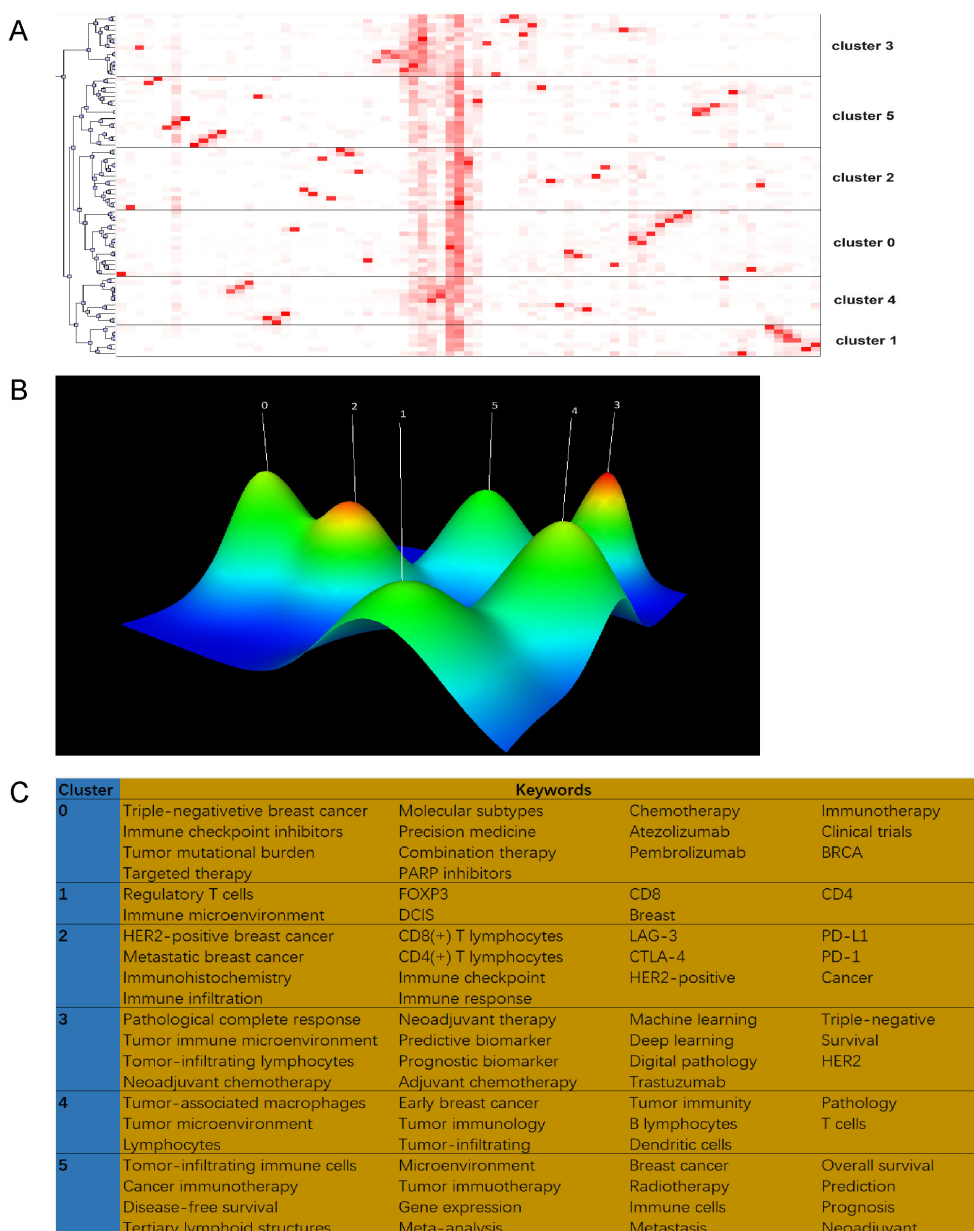 A
cluster 3
cluster 5
cluster 2
cluster 0
cluster 4
cluster 1
B
0 2 1 5 4 3
C
Cluster Keywords
0 Triple-negativetive breast cancer Molecular subtypes Chemotherapy Immunotherapy
Immune checkpoint inhibitors Precision medicine Atezolizumab Clinical trials
Tumor mutational burden Combination therapy Pembrolizumab BRCA
Targeted therapy PARP inhibitors
1 Regulatory T cells FOXP3 CD8 CD4
Immune microenvironment DCIS Breast
2 HER2-positive breast cancer CD8(+) T lymphocytes LAG-3 PD-L1
Metastatic breast cancer CD4(+) T lymphocytes CTLA-4 PD-1
Immunohistochemistry Immune checkpoint HER2-positive Cancer
Immune infiltration Immune response
3 Pathological complete response Neoadjuvant therapy Machine learning Triple-negative
Tumor immune microenvironment Predictive biomarker Deep learning Survival
Tomor-infiltrating lymphocytes Prognostic biomarker Digital pathology HER2
Neoadjuvant chemotherapy Adjuvant chemotherapy Trastuzumab
4 Tumor-associated macrophages Early breast cancer Tumor immunity Pathology
Tumor microenvironment Tumor immunology B lymphocytes T cells
Lymphocytes Tumor-infiltrating Dendritic cells
5 Tomor-infiltrating immune cells Microenvironment Breast cancer Overall survival
Cancer immunotherapy Tumor immuotherapy Radiotherapy Prediction
Disease-free survival Gene expression Immune cells Prognosis
Tertiary lymphoid structures Meta-analysis Metastasis Neoadjuvant